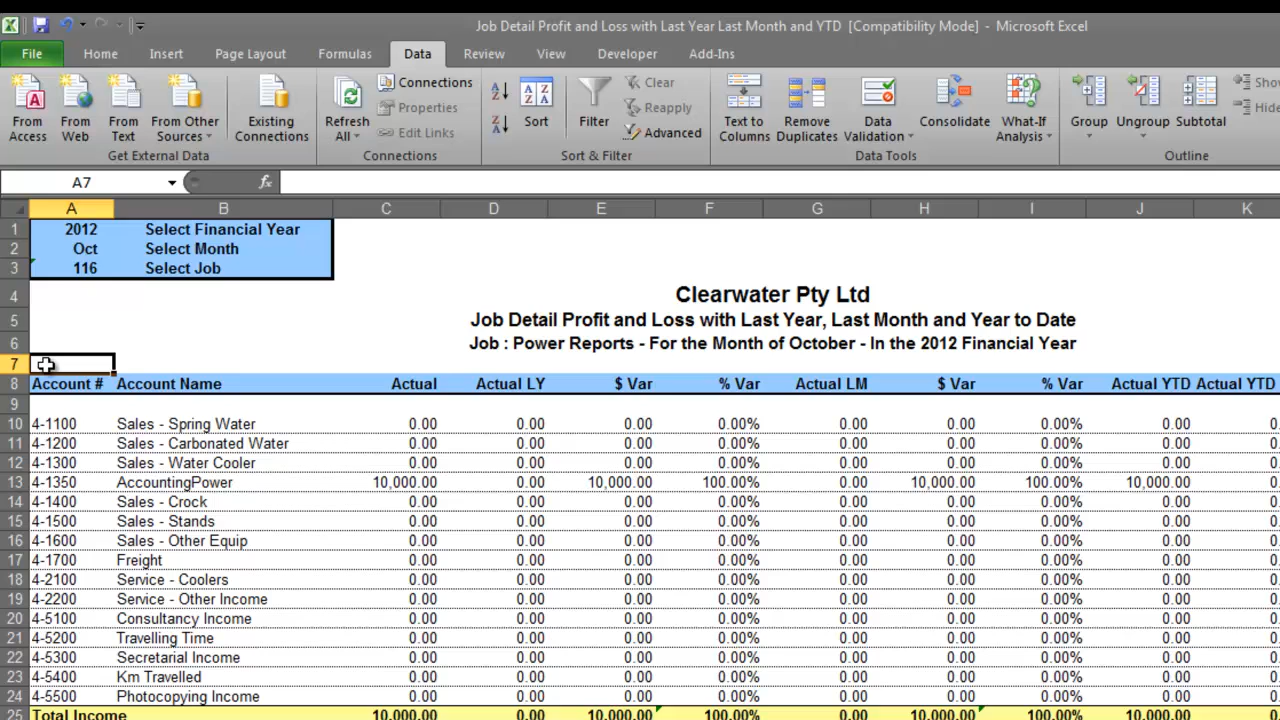 Job Detail Profit and Loss with Last Year Last Month and YTD [Compatibility Mode] - Microsoft Excel
File Home Insert Page Layout Formulas Data Review View Developer Add-Ins
From Access From Web From Text From Other Sources Existing Connections Refresh All Connections Properties Edit Links Sort Filter Clear Reapply Advanced Text to Columns Remove Duplicates Data Validation Consolidate What-If Analysis Group Ungroup Subtotal Show Hide
Get External Data Connections Sort & Filter Data Tools Outline
A7 fx
A B C D E F G H I J K
1 2012 Select Financial Year
2 Oct Select Month
3 116 Select Job
4 Clearwater Pty Ltd
5 Job Detail Profit and Loss with Last Year, Last Month and Year to Date
6 Job : Power Reports - For the Month of October - In the 2012 Financial Year
7
8 Account # Account Name Actual Actual LY $ Var % Var Actual LM $ Var % Var Actual YTD Actual YTD
9
10 4-1100 Sales - Spring Water 0.00 0.00 0.00 0.00% 0.00 0.00 0.00% 0.00 0.
11 4-1200 Sales - Carbonated Water 0.00 0.00 0.00 0.00% 0.00 0.00 0.00% 0.00 0.
12 4-1300 Sales - Water Cooler 0.00 0.00 0.00 0.00% 0.00 0.00 0.00% 0.00 0.
13 4-1350 AccountingPower 10,000.00 0.00 10,000.00 100.00% 0.00 10,000.00 100.00% 10,000.00 0.
14 4-1400 Sales - Crock 0.00 0.00 0.00 0.00% 0.00 0.00 0.00% 0.00 0.
15 4-1500 Sales - Stands 0.00 0.00 0.00 0.00% 0.00 0.00 0.00% 0.00 0.
16 4-1600 Sales - Other Equip 0.00 0.00 0.00 0.00% 0.00 0.00 0.00% 0.00 0.
17 4-1700 Freight 0.00 0.00 0.00 0.00% 0.00 0.00 0.00% 0.00 0.
18 4-2100 Service - Coolers 0.00 0.00 0.00 0.00% 0.00 0.00 0.00% 0.00 0.
19 4-2200 Service - Other Income 0.00 0.00 0.00 0.00% 0.00 0.00 0.00% 0.00 0.
20 4-5100 Consultancy Income 0.00 0.00 0.00 0.00% 0.00 0.00 0.00% 0.00 0.
21 4-5200 Travelling Time 0.00 0.00 0.00 0.00% 0.00 0.00 0.00% 0.00 0.
22 4-5300 Secretarial Income 0.00 0.00 0.00 0.00% 0.00 0.00 0.00% 0.00 0.
23 4-5400 Km Travelled 0.00 0.00 0.00 0.00% 0.00 0.00 0.00% 0.00 0.
24 4-5500 Photocopying Income 0.00 0.00 0.00 0.00% 0.00 0.00 0.00% 0.00 0.
25 Total Income 10,000.00 0.00 10,000.00 100.00% 0.00 10,000.00 100.00% 10,000.00 0.